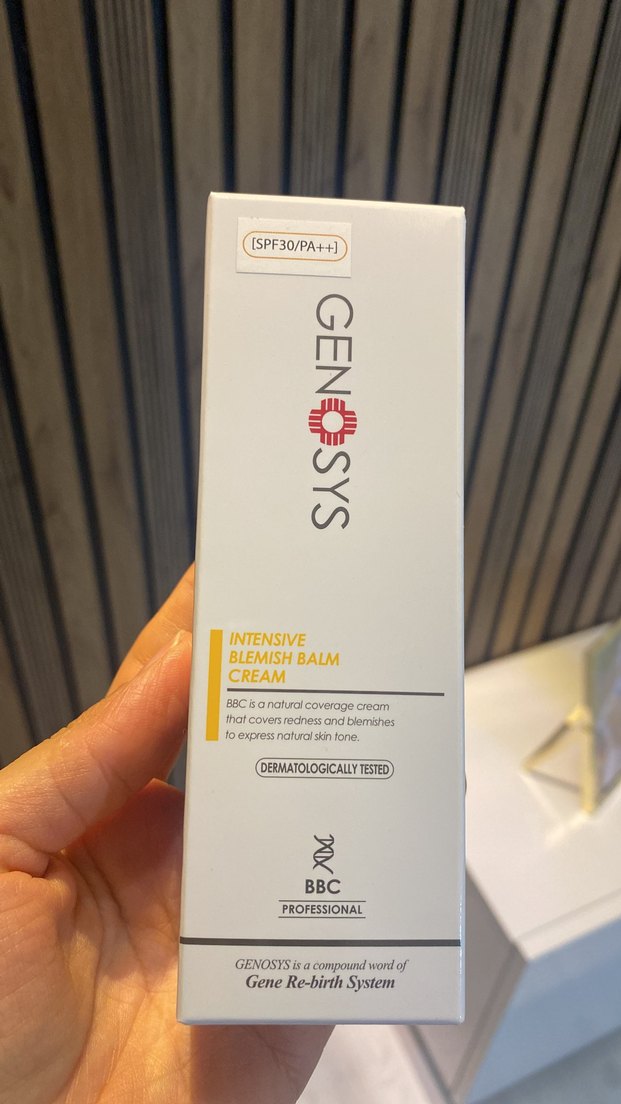 [SPF30/PA++]
GENOSYS
INTENSIVE
BLEMISH BALM
CREAM
BBC is a natural coverage cream
that covers redness and blemishes
to express natural skin tone.
DERMATOLOGICALLY TESTED
BBC
PROFESSIONAL
GENOSYS is a compound word of
Gene Re-birth System